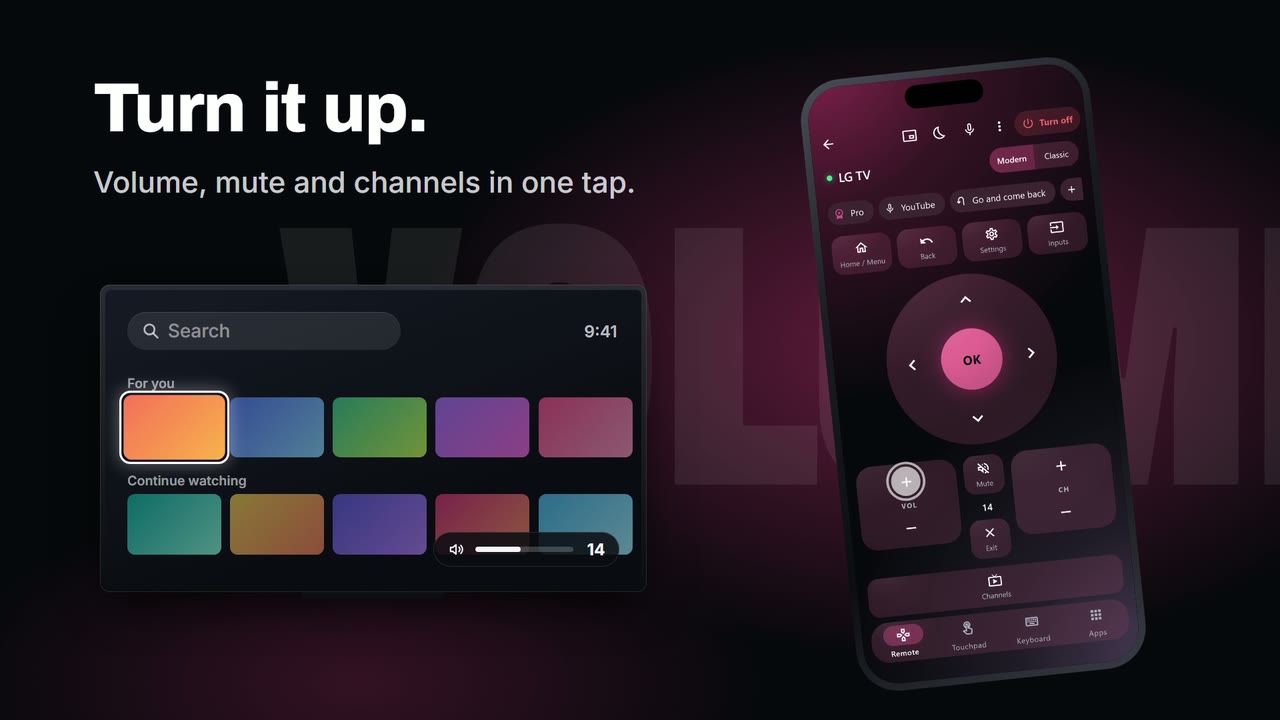 Turn it up.
Volume, mute and channels in one tap.
VOLUM
Search
9:41
For you
Continue watching
14
Turn off
LG TV
Modern
Classic
Pro
YouTube
Go and come back
+
Home / Menu
Back
Settings
Inputs
OK
+
VOL
−
Mute
14
Exit
+
CH
−
Channels
Remote
Touchpad
Keyboard
Apps